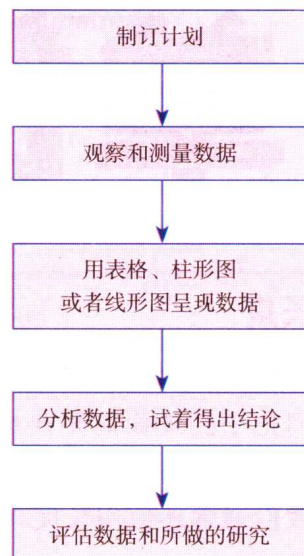 制订计划
观察和测量数据
用表格、柱形图
或者线形图呈现数据
分析数据，试着得出结论
评估数据和所做的研究